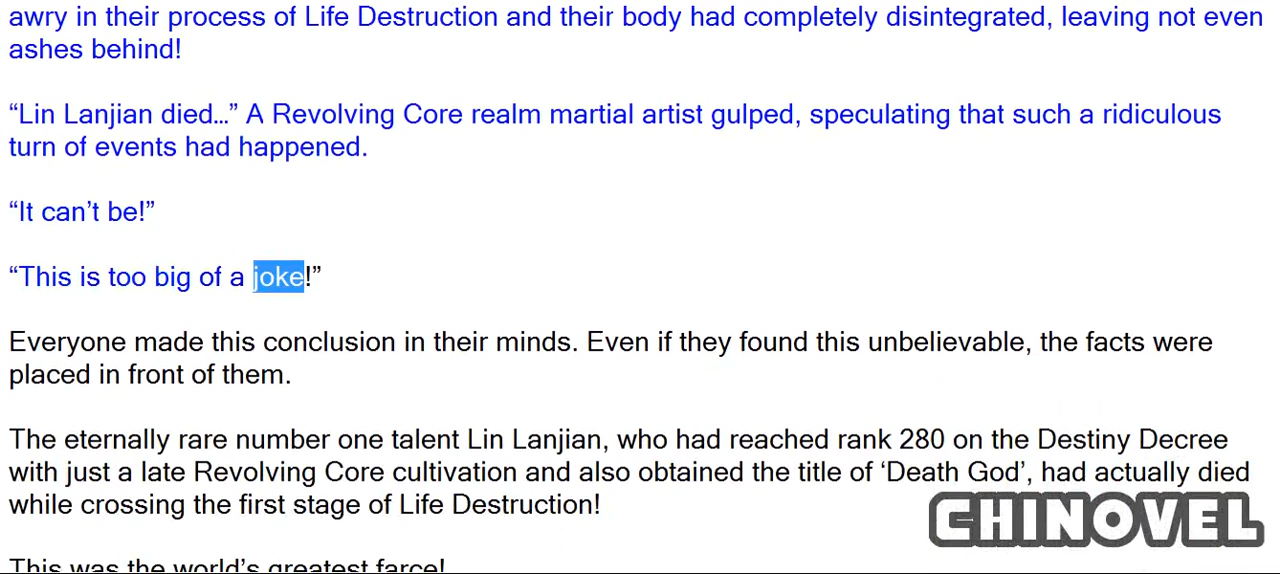 awry in their process of Life Destruction and their body had completely disintegrated, leaving not even
ashes behind!
“Lin Lanjian died…” A Revolving Core realm martial artist gulped, speculating that such a ridiculous
turn of events had happened.
“It can’t be!”
“This is too big of a joke!”
Everyone made this conclusion in their minds. Even if they found this unbelievable, the facts were
placed in front of them.
The eternally rare number one talent Lin Lanjian, who had reached rank 280 on the Destiny Decree
with just a late Revolving Core cultivation and also obtained the title of ‘Death God’, had actually died
while crossing the first stage of Life Destruction!
CHINOVEL
This was the world’s greatest farce!